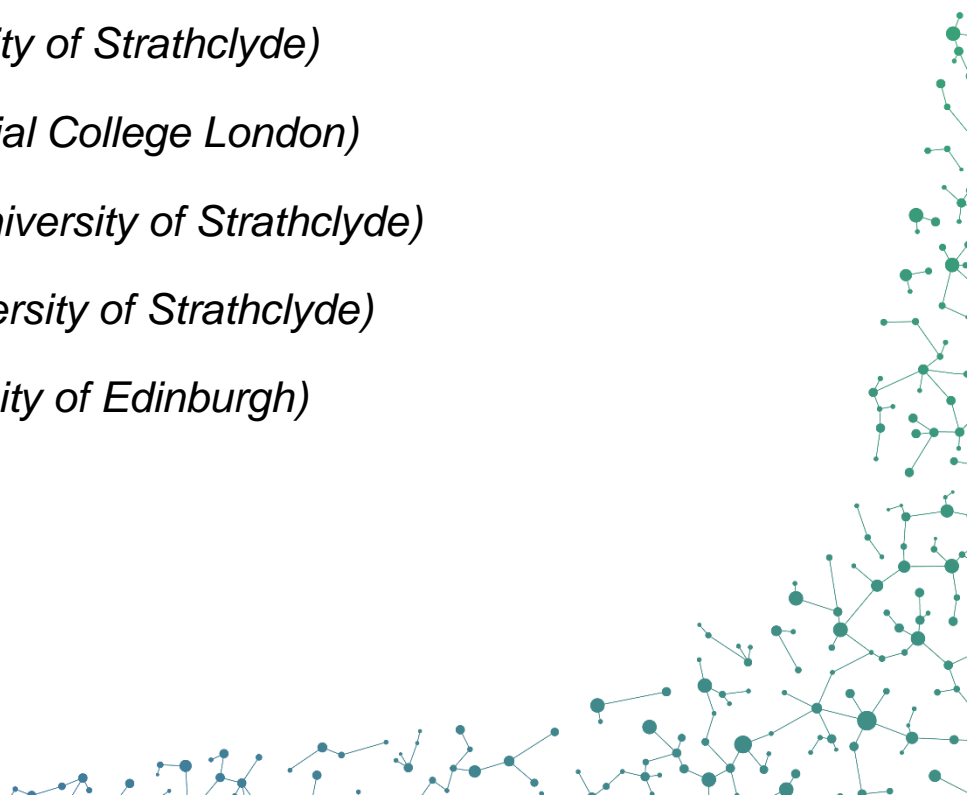 ity of Strathclyde)
ial College London)
niversity of Strathclyde)
ersity of Strathclyde)
ity of Edinburgh)